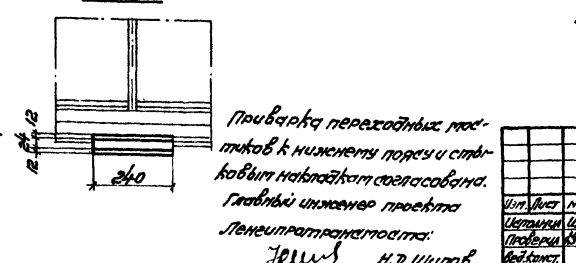 12
24
12
240
Приварка переходных мос-
тиков к нижнему поясу и сты-
ковым накладкам согласована.
Главный инженер проекта
Ленгипротрансмоста:
Изм. Лист
Исполнил
Проверил
Вед. конст.